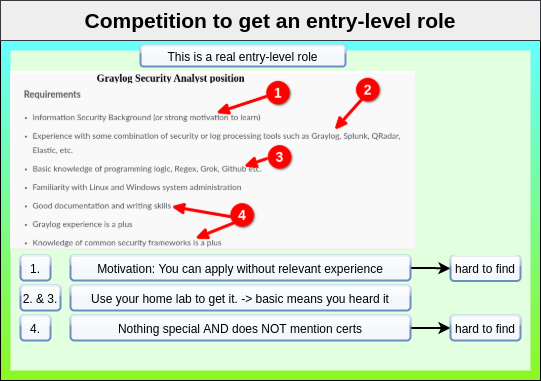 Competition to get an entry-level role
This is a real entry-level role
Graylog Security Analyst position
Requirements
1
2
Information Security Background (or strong motivation to learn)
Experience with some combination of security or log processing tools such as Graylog, Splunk, QRadar,
Elastic, etc.
3
Basic knowledge of programming logic, Regex, Grok, Github etc.
Familiarity with Linux and Windows system administration
Good documentation and writing skills
4
Graylog experience is a plus
Knowledge of common security frameworks is a plus
1. Motivation: You can apply without relevant experience hard to find
2. & 3. Use your home lab to get it. -> basic means you heard it
4. Nothing special AND does NOT mention certs hard to find